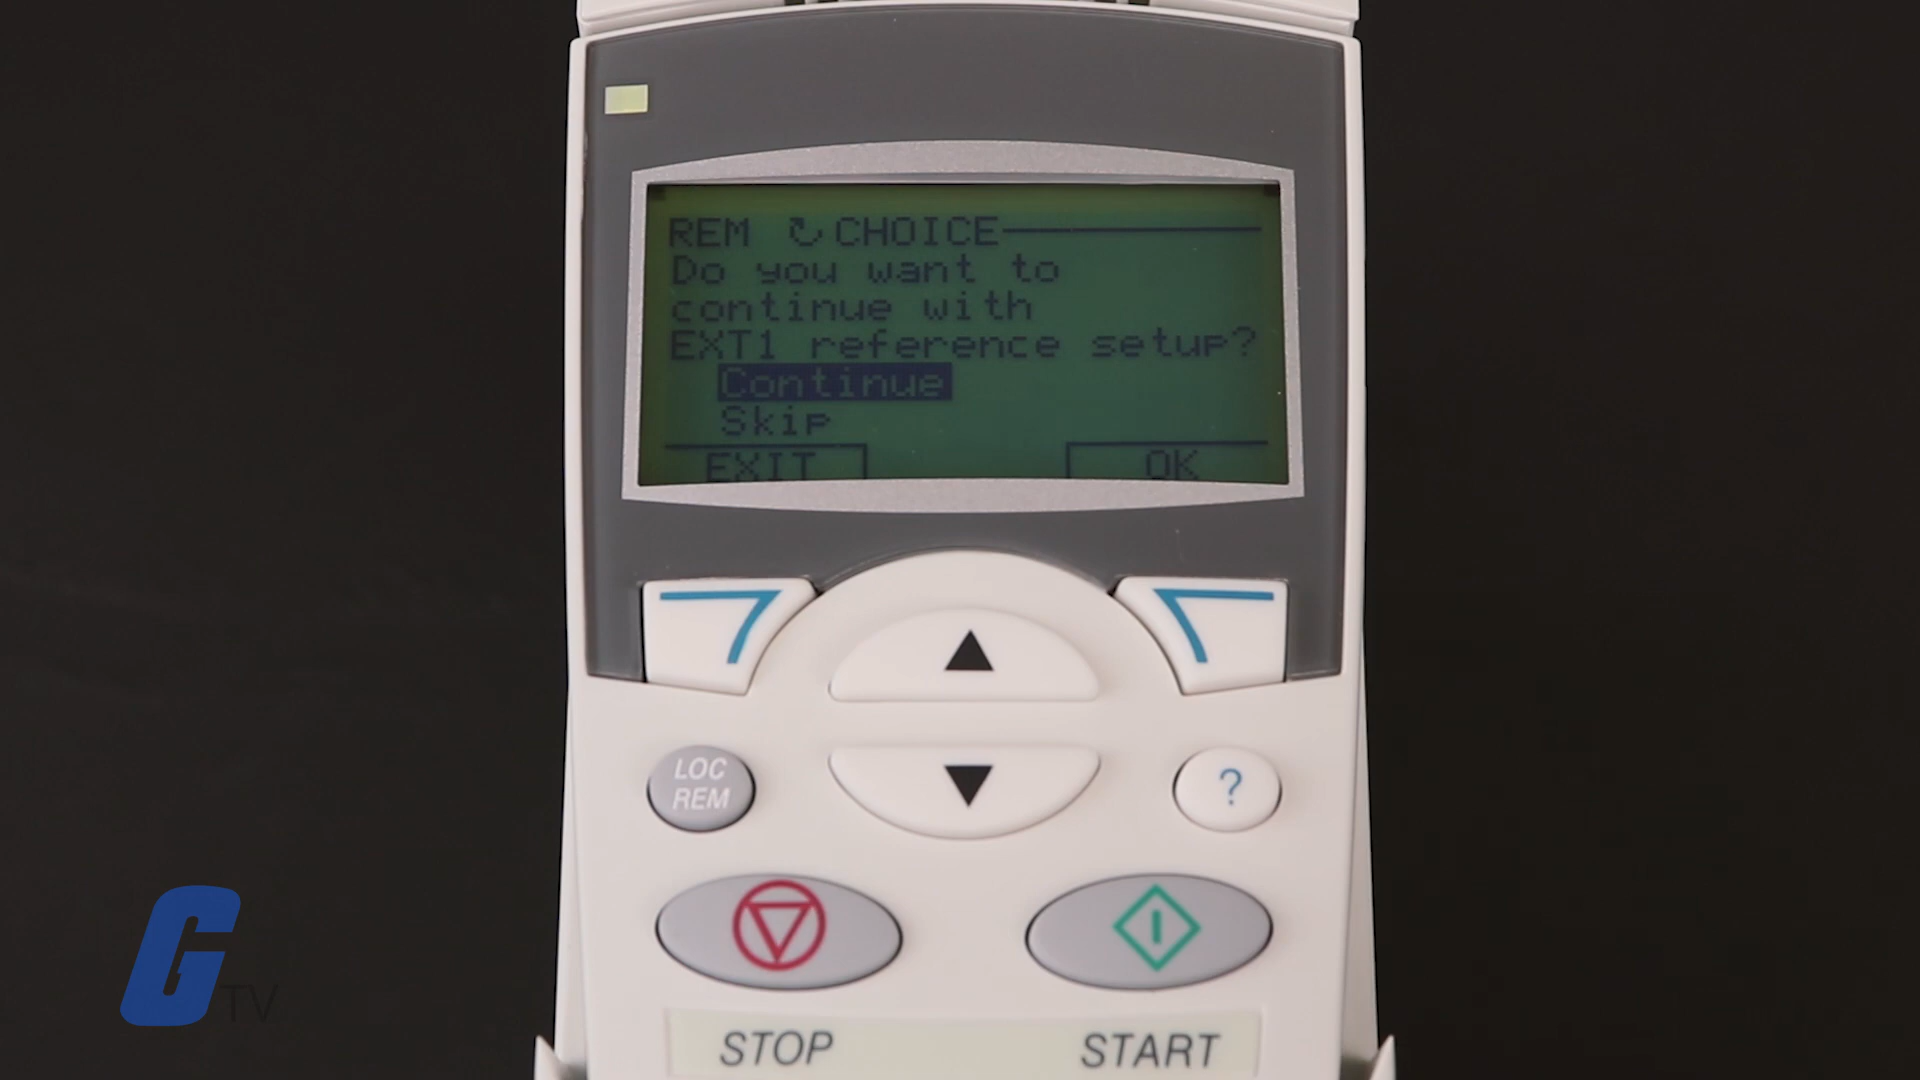 REM ↻ CHOICE
Do you want to
continue with
EXT1 reference setup?
Continue
Skip
EXIT OK
LOC
REM
?
STOP START
G TV